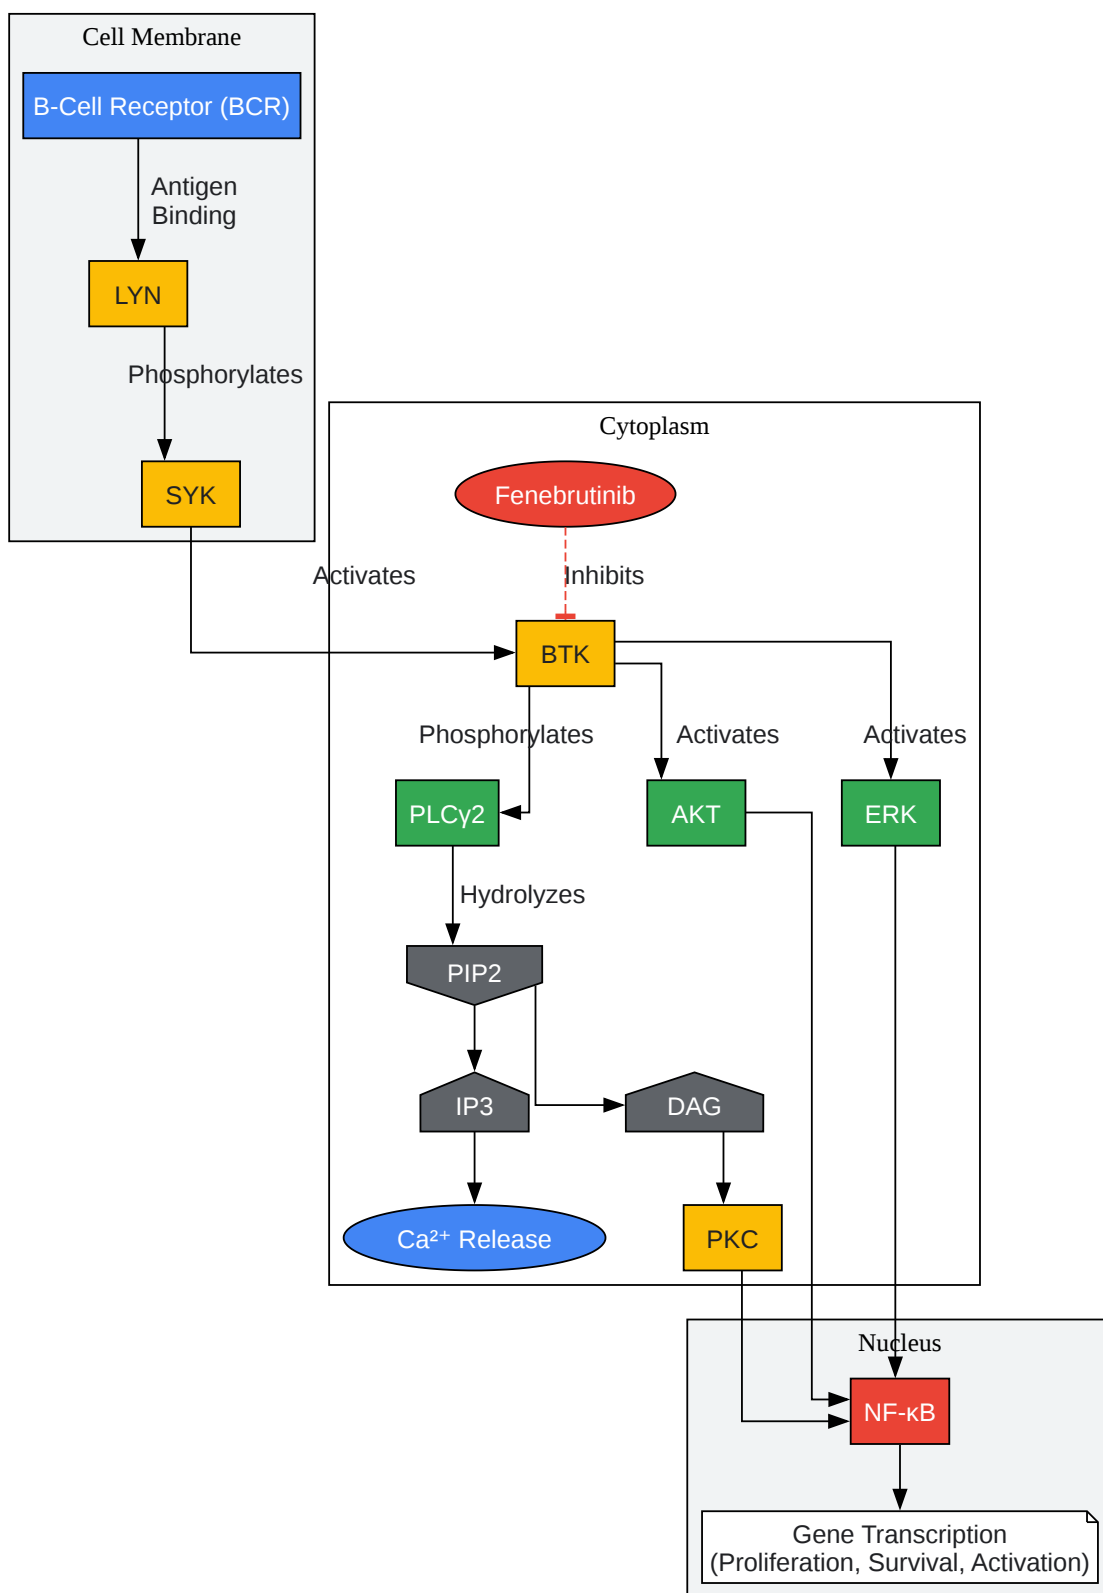 Cell Membrane
B-Cell Receptor (BCR)
Antigen
Binding
LYN
Phosphorylates
SYK
Cytoplasm
Fenebrutinib
Activates
Inhibits
BTK
Phosphorylates
Activates
Activates
PLCγ2
AKT
ERK
Hydrolyzes
PIP2
IP3
DAG
Ca²⁺ Release
PKC
Nucleus
NF-κB
Gene Transcription
(Proliferation, Survival, Activation)